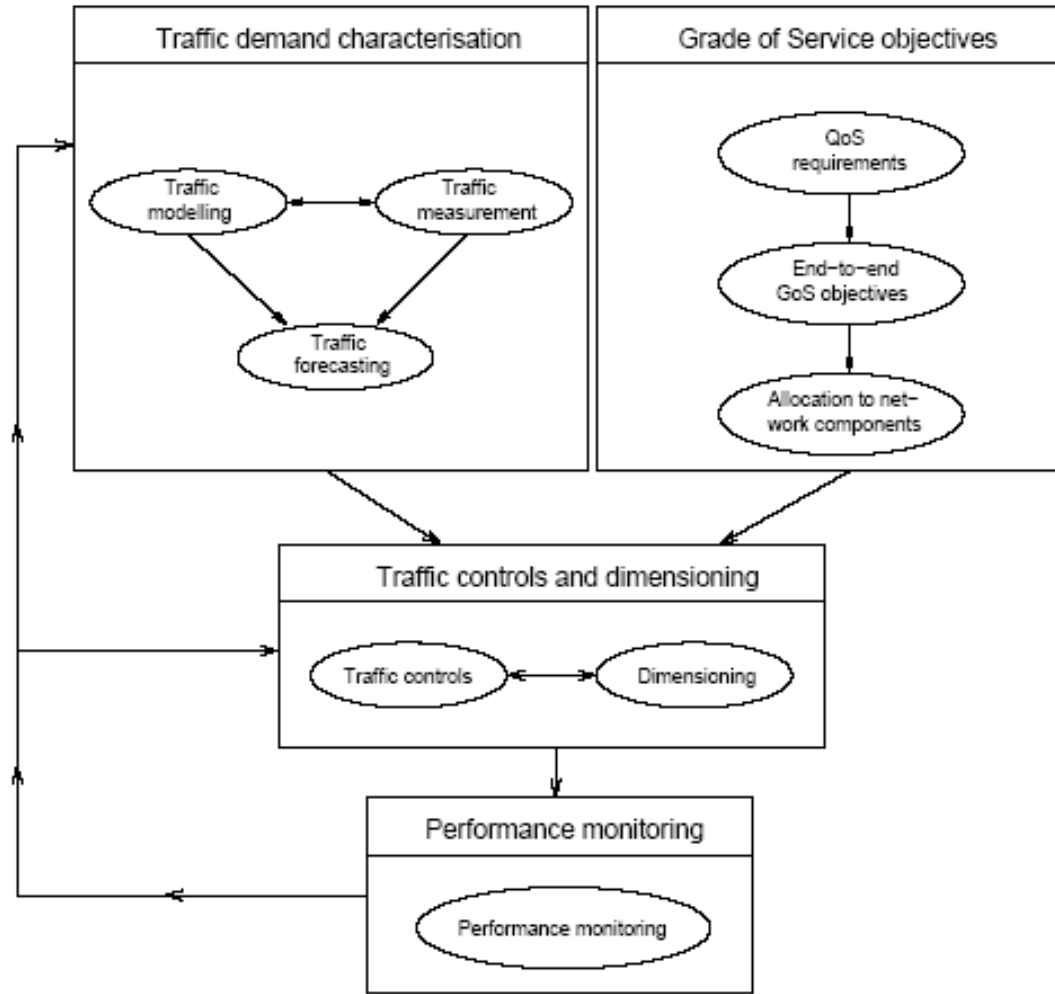 Traffic demand characterisation
Grade of Service objectives
Traffic
modelling
Traffic
measurement
Traffic
forecasting
QoS
requirements
End-to-end
GoS objectives
Allocation to net-
work components
Traffic controls and dimensioning
Traffic controls
Dimensioning
Performance monitoring
Performance monitoring